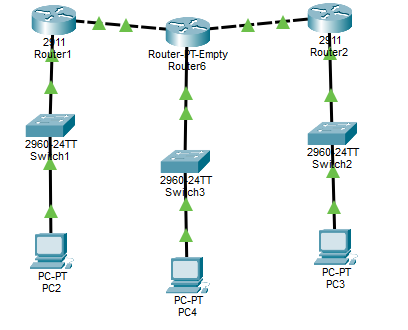 2911
Router1
Router-PT-Empty
Router6
2911
Router2
2960-24TT
Switch1
2960-24TT
Switch3
2960-24TT
Switch2
PC-PT
PC2
PC-PT
PC4
PC-PT
PC3